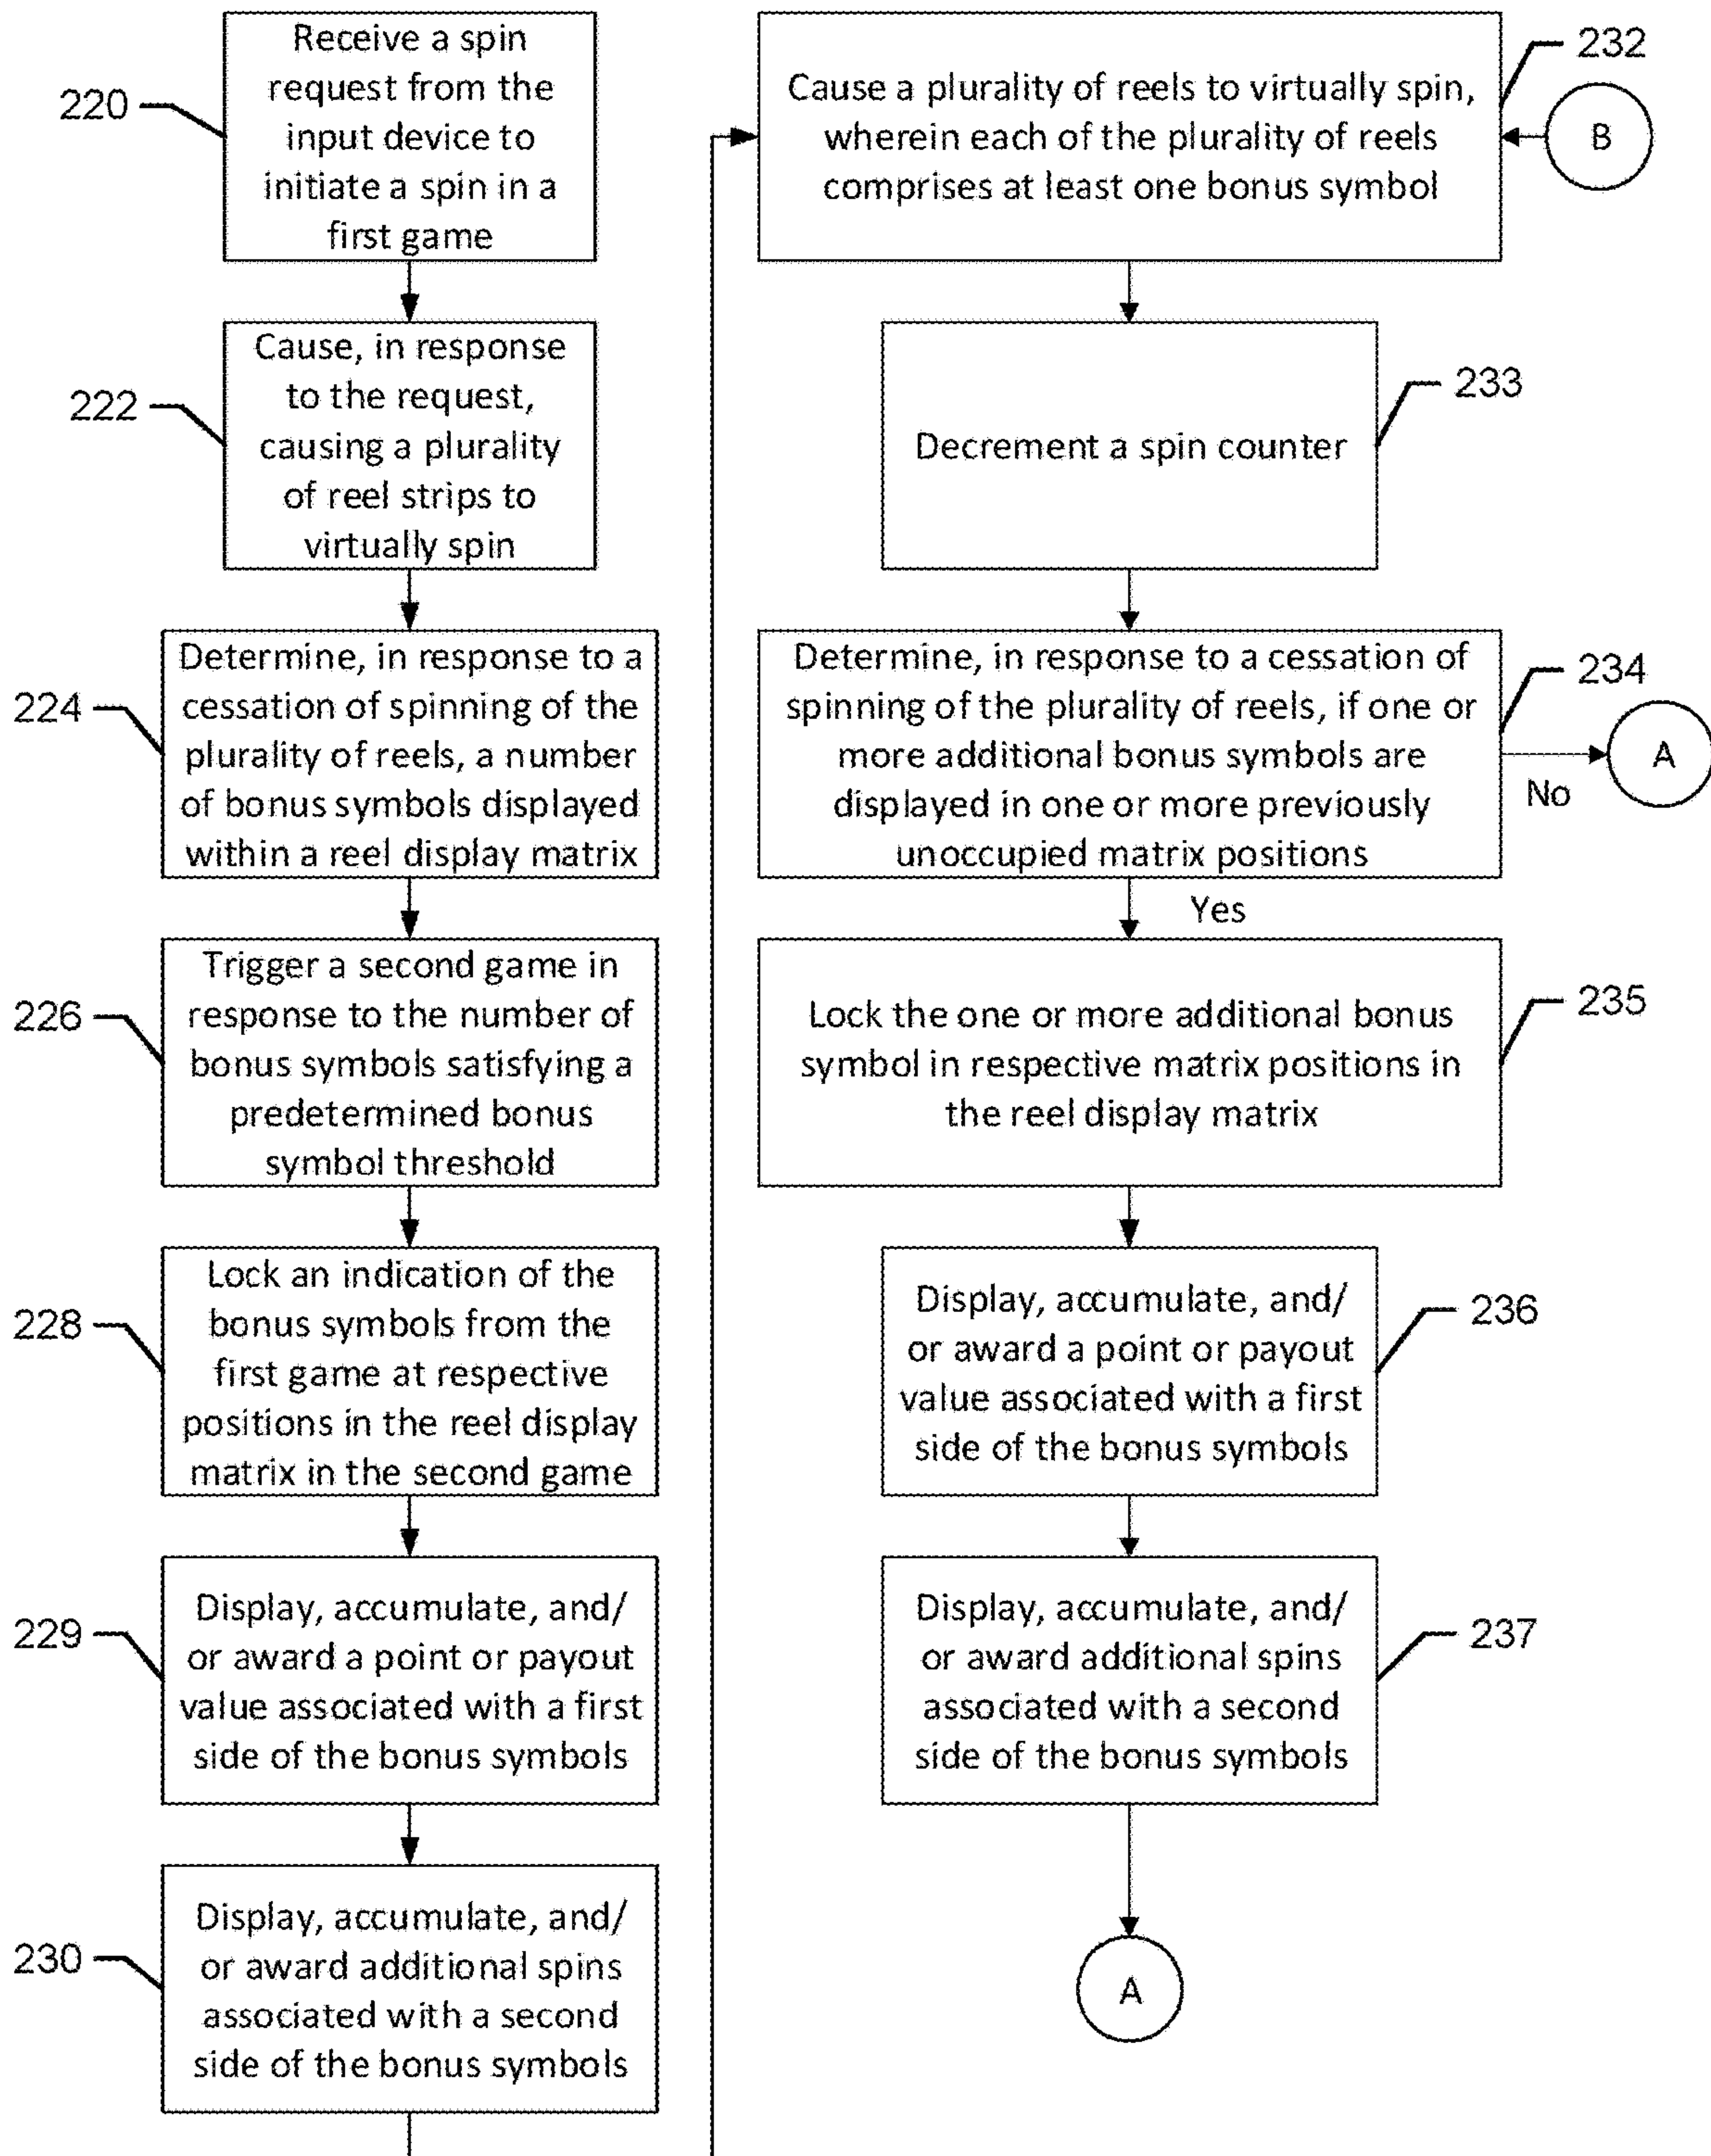 220
Receive a spin
request from the
input device to
initiate a spin in a
first game
222
Cause, in response
to the request,
causing a plurality
of reel strips to
virtually spin
224
Determine, in response to a
cessation of spinning of the
plurality of reels, a number
of bonus symbols displayed
within a reel display matrix
226
Trigger a second game in
response to the number of
bonus symbols satisfying a
predetermined bonus
symbol threshold
228
Lock an indication of the
bonus symbols from the
first game at respective
positions in the reel display
matrix in the second game
229
Display, accumulate, and/
or award a point or payout
value associated with a first
side of the bonus symbols
230
Display, accumulate, and/
or award additional spins
associated with a second
side of the bonus symbols
232
Cause a plurality of reels to virtually spin,
wherein each of the plurality of reels
comprises at least one bonus symbol
B
233
Decrement a spin counter
234
Determine, in response to a cessation of
spinning of the plurality of reels, if one or
more additional bonus symbols are
displayed in one or more previously
unoccupied matrix positions
No
A
Yes
235
Lock the one or more additional bonus
symbol in respective matrix positions in
the reel display matrix
236
Display, accumulate, and/
or award a point or payout
value associated with a first
side of the bonus symbols
237
Display, accumulate, and/
or award additional spins
associated with a second
side of the bonus symbols
A